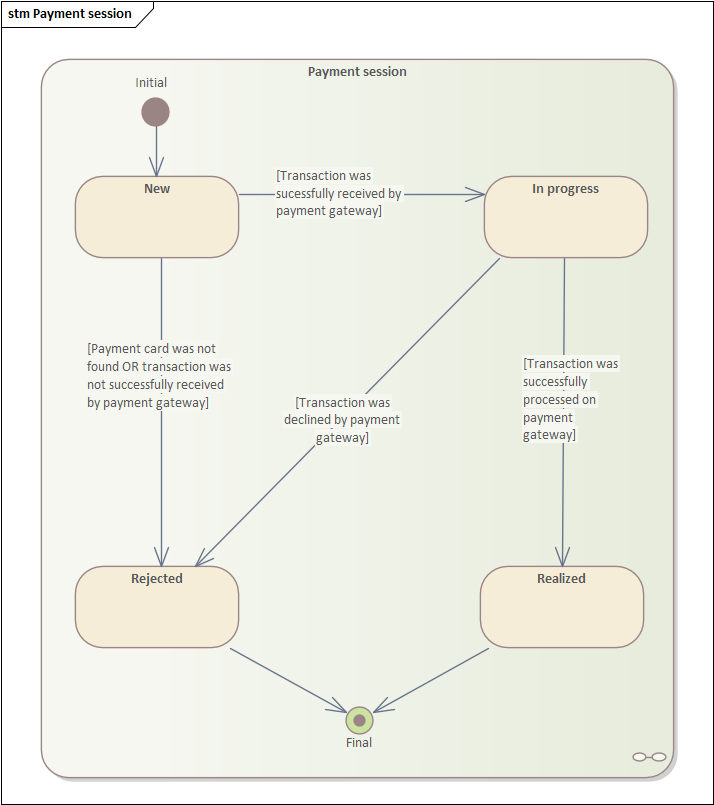 stm Payment session
Payment session
Initial
New
[Transaction was
sucessfully received by
payment gateway]
In progress
[Payment card was not
found OR transaction was
not successfully received
by payment gateway]
[Transaction was
declined by payment
gateway]
[Transaction was
successfully
processed on
payment
gateway]
Rejected
Realized
Final